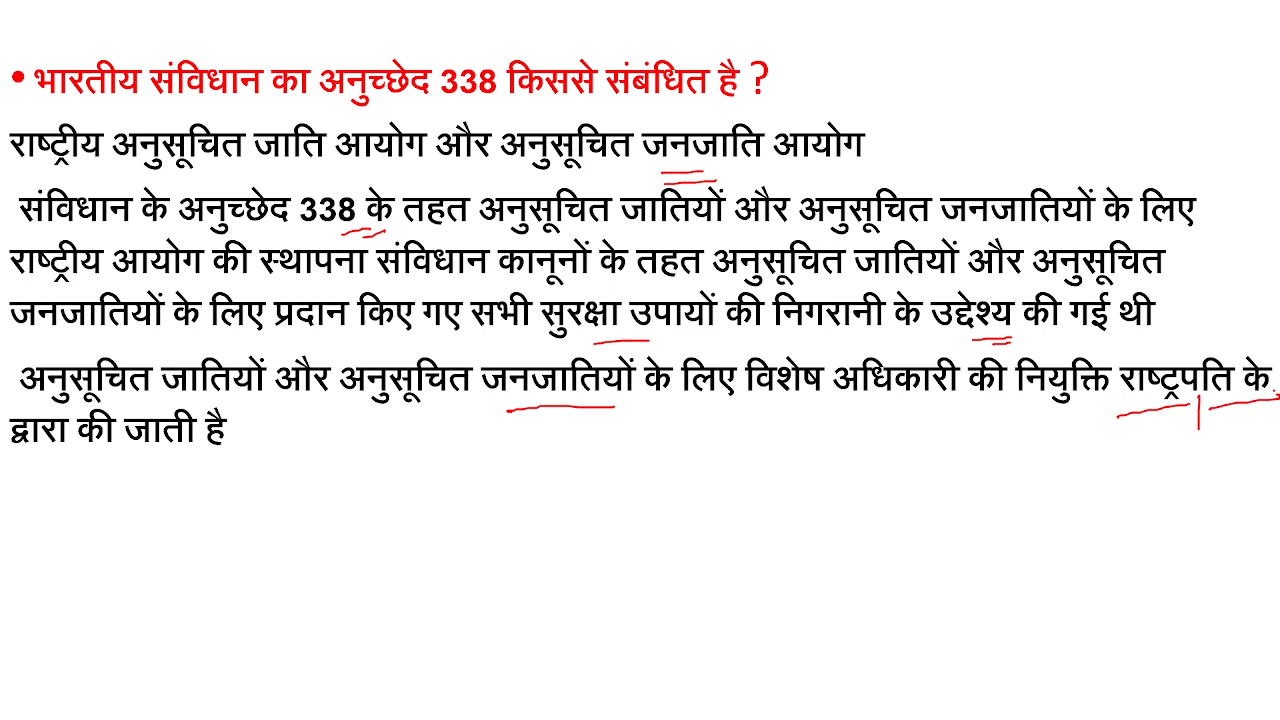 • भारतीय संविधान का अनुच्छेद 338 किससे संबंधित है ?
राष्ट्रीय अनुसूचित जाति आयोग और अनुसूचित जनजाति आयोग
संविधान के अनुच्छेद 338 के तहत अनुसूचित जातियों और अनुसूचित जनजातियों के लिए
राष्ट्रीय आयोग की स्थापना संविधान कानूनों के तहत अनुसूचित जातियों और अनुसूचित
जनजातियों के लिए प्रदान किए गए सभी सुरक्षा उपायों की निगरानी के उद्देश्य की गई थी
अनुसूचित जातियों और अनुसूचित जनजातियों के लिए विशेष अधिकारी की नियुक्ति राष्ट्रपति के
द्वारा की जाती है